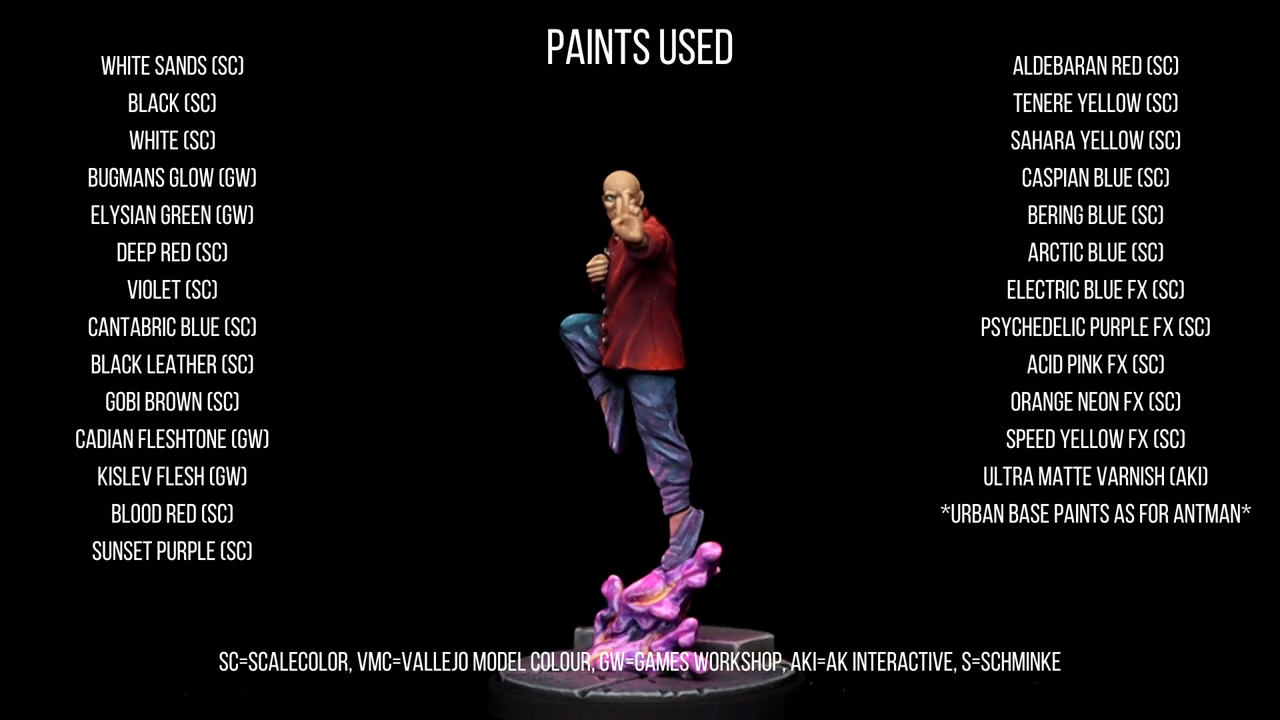 PAINTS USED
WHITE SANDS (SC)
BLACK (SC)
WHITE (SC)
BUGMANS GLOW (GW)
ELYSIAN GREEN (GW)
DEEP RED (SC)
VIOLET (SC)
CANTABRIC BLUE (SC)
BLACK LEATHER (SC)
GOBI BROWN (SC)
CADIAN FLESHTONE (GW)
KISLEV FLESH (GW)
BLOOD RED (SC)
SUNSET PURPLE (SC)
ALDEBARAN RED (SC)
TENERE YELLOW (SC)
SAHARA YELLOW (SC)
CASPIAN BLUE (SC)
BERING BLUE (SC)
ARCTIC BLUE (SC)
ELECTRIC BLUE FX (SC)
PSYCHEDELIC PURPLE FX (SC)
ACID PINK FX (SC)
ORANGE NEON FX (SC)
SPEED YELLOW FX (SC)
ULTRA MATTE VARNISH (AKI)
*URBAN BASE PAINTS AS FOR ANTMAN*
SC=SCALECOLOR, VMC=VALLEJO MODEL COLOUR, GW=GAMES WORKSHOP, AKI=AK INTERACTIVE, S=SCHMINKE